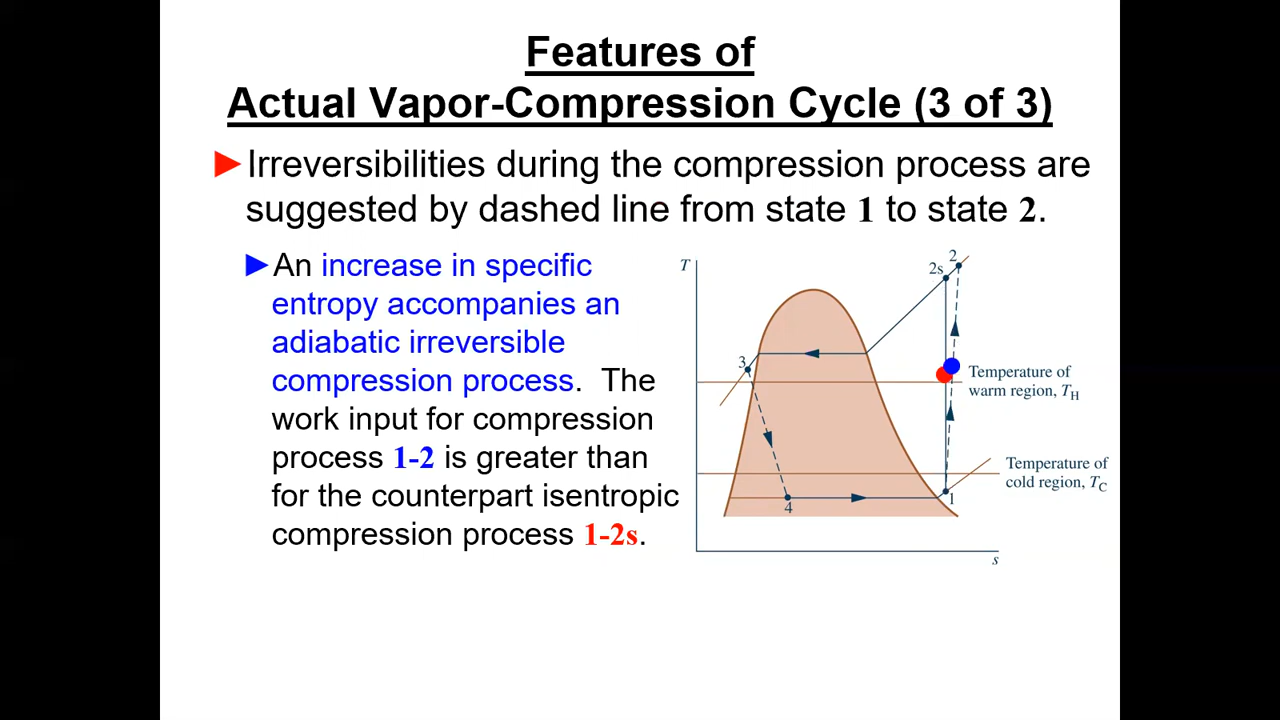 Features of
Actual Vapor-Compression Cycle (3 of 3)
►Irreversibilities during the compression process are
suggested by dashed line from state 1 to state 2.
►An increase in specific
entropy accompanies an
adiabatic irreversible
compression process. The
work input for compression
process 1-2 is greater than
for the counterpart isentropic
compression process 1-2s.
T
2
2s
3
Temperature of
warm region, TH
Temperature of
cold region, TC
1
4
s